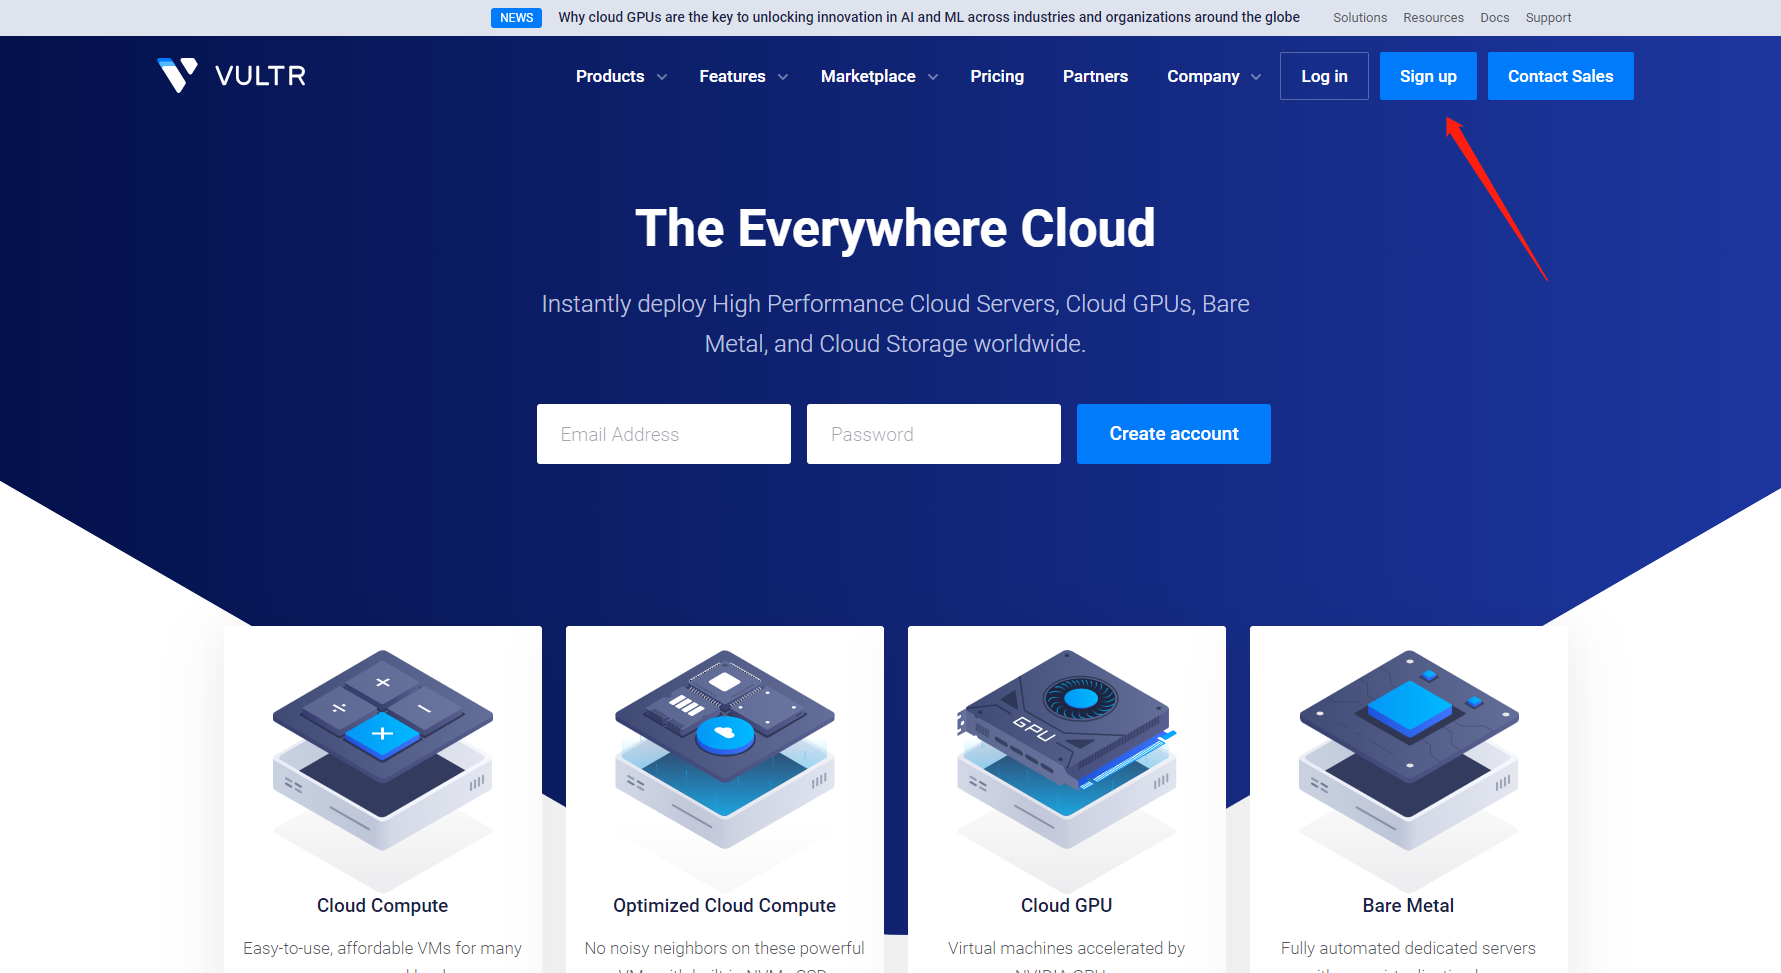 NEWS Why cloud GPUs are the key to unlocking innovation in AI and ML across industries and organizations around the globe Solutions Resources Docs Support
VULTR Products Features Marketplace Pricing Partners Company Log in Sign up Contact Sales
The Everywhere Cloud
Instantly deploy High Performance Cloud Servers, Cloud GPUs, Bare
Metal, and Cloud Storage worldwide.
Email Address Password Create account
GPU
Cloud Compute
Easy-to-use, affordable VMs for many
Optimized Cloud Compute
No noisy neighbors on these powerful
Cloud GPU
Virtual machines accelerated by
Bare Metal
Fully automated dedicated servers